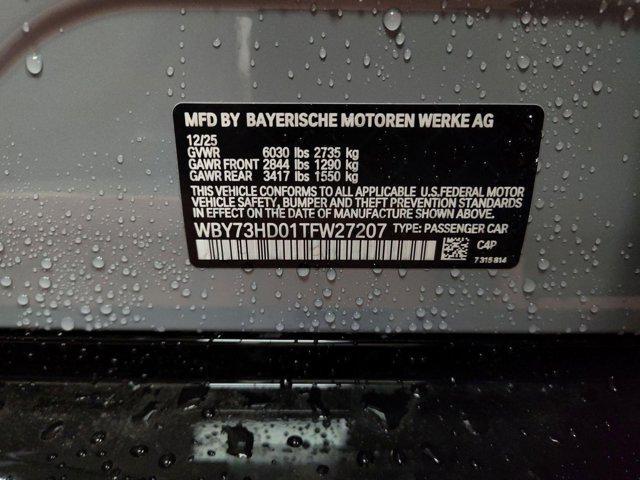 MFD BY BAYERISCHE MOTOREN WERKE AG
12/25
GVWR 6030 lbs 2735 kg
GAWR FRONT 2844 lbs 1290 kg
GAWR REAR 3417 lbs 1550 kg
THIS VEHICLE CONFORMS TO ALL APPLICABLE U.S.FEDERAL MOTOR
VEHICLE SAFETY, BUMPER AND THEFT PREVENTION STANDARDS
IN EFFECT ON THE DATE OF MANUFACTURE SHOWN ABOVE.
WBY73HD01TFW27207 TYPE: PASSENGER CAR
C4P
7 315 814